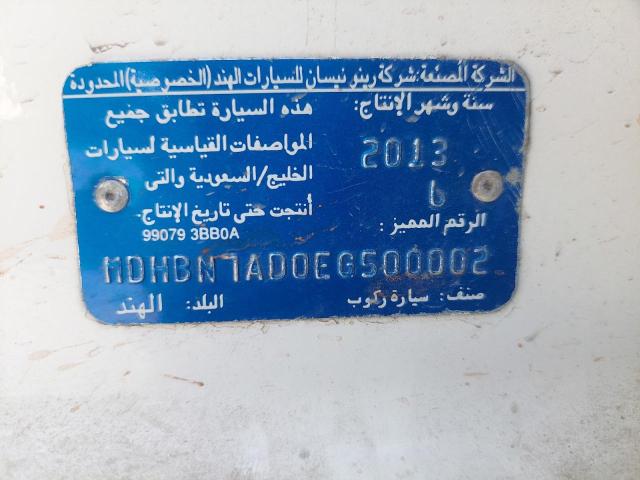 الشركة المصنعة: شركة رينو نيسان للسيارات الهند (الخصوصية) المحدودة
سنة وشهر الإنتاج: هذه السيارة تطابق جميع
2013 المواصفات القياسية لسيارات
6 الخليج/السعودية والتى
الرقم المميز: أنتجت حتى تاريخ الإنتاج.
99079 3BB0A
MDHBN7AD0EG500002
صنف: سيارة ركوب البلد: الهند